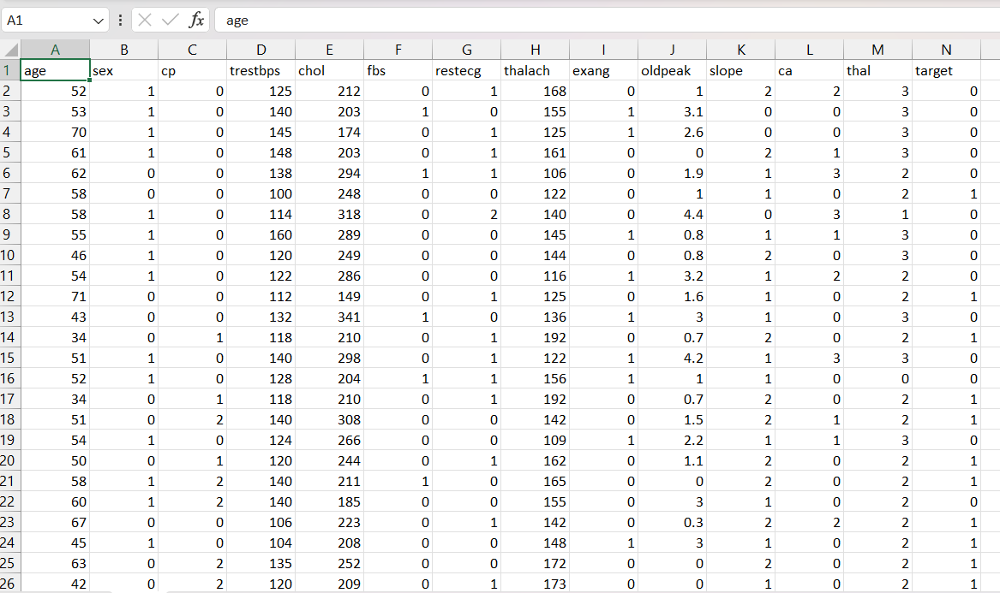 A1 fx age
A B C D E F G H I J K L M N
1 age sex cp trestbps chol fbs restecg thalach exang oldpeak slope ca thal target
2 52 1 0 125 212 0 1 168 0 1 2 2 3 0
3 53 1 0 140 203 1 0 155 1 3.1 0 0 3 0
4 70 1 0 145 174 0 1 125 1 2.6 0 0 3 0
5 61 1 0 148 203 0 1 161 0 0 2 1 3 0
6 62 0 0 138 294 1 1 106 0 1.9 1 3 2 0
7 58 0 0 100 248 0 0 122 0 1 1 0 2 1
8 58 1 0 114 318 0 2 140 0 4.4 0 3 1 0
9 55 1 0 160 289 0 0 145 1 0.8 1 1 3 0
10 46 1 0 120 249 0 0 144 0 0.8 2 0 3 0
11 54 1 0 122 286 0 0 116 1 3.2 1 2 2 0
12 71 0 0 112 149 0 1 125 0 1.6 1 0 2 1
13 43 0 0 132 341 1 0 136 1 3 1 0 3 0
14 34 0 1 118 210 0 1 192 0 0.7 2 0 2 1
15 51 1 0 140 298 0 1 122 1 4.2 1 3 3 0
16 52 1 0 128 204 1 1 156 1 1 1 0 0 0
17 34 0 1 118 210 0 1 192 0 0.7 2 0 2 1
18 51 0 2 140 308 0 0 142 0 1.5 2 1 2 1
19 54 1 0 124 266 0 0 109 1 2.2 1 1 3 0
20 50 0 1 120 244 0 1 162 0 1.1 2 0 2 1
21 58 1 2 140 211 1 0 165 0 0 2 0 2 1
22 60 1 2 140 185 0 0 155 0 3 1 0 2 0
23 67 0 0 106 223 0 1 142 0 0.3 2 2 2 1
24 45 1 0 104 208 0 0 148 1 3 1 0 2 1
25 63 0 2 135 252 0 0 172 0 0 2 0 2 1
26 42 0 2 120 209 0 1 173 0 0 1 0 2 1